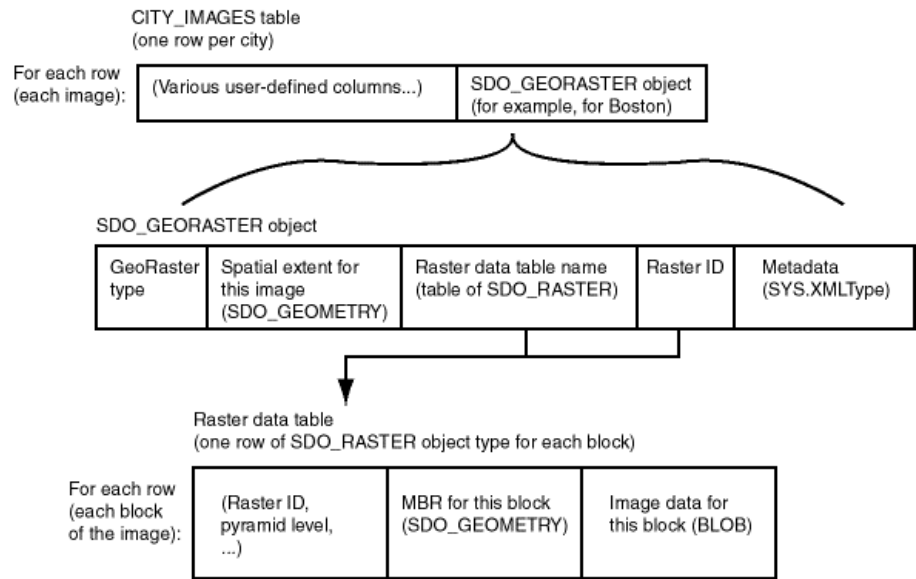 CITY_IMAGES table
(one row per city)
For each row
(each image):
(Various user-defined columns...)
SDO_GEORASTER object
(for example, for Boston)
SDO_GEORASTER object
GeoRaster
type
Spatial extent for
this image
(SDO_GEOMETRY)
Raster data table name
(table of SDO_RASTER)
Raster ID
Metadata
(SYS.XMLType)
Raster data table
(one row of SDO_RASTER object type for each block)
For each row
(each block
of the image):
(Raster ID,
pyramid level,
...)
MBR for this block
(SDO_GEOMETRY)
Image data for
this block (BLOB)